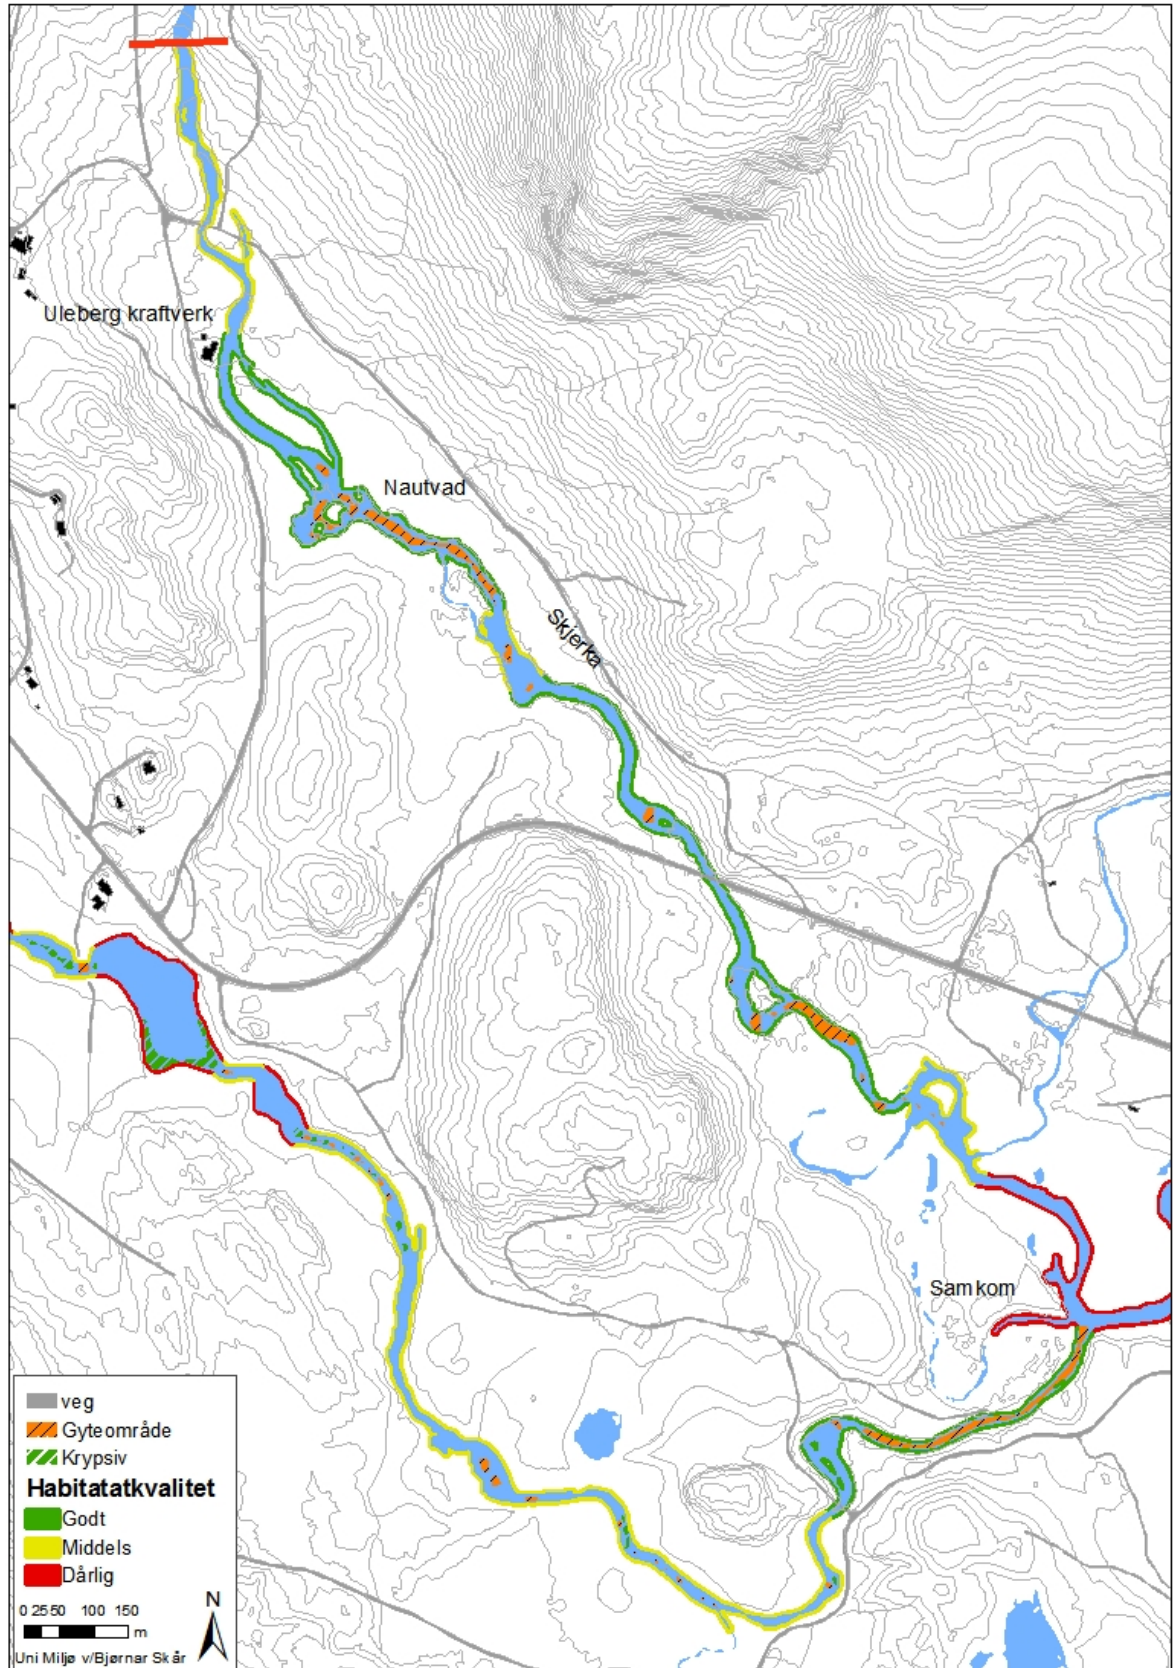 Uleberg kraftverk
Nautvad
Skjerka
Samkom
veg
Gyteområde
Krypsiv
Habitatatkvalitet
Godt
Middels
Dårlig
0 25 50 100 150
m
N
Uni Miljø v/Bjørnar Skår